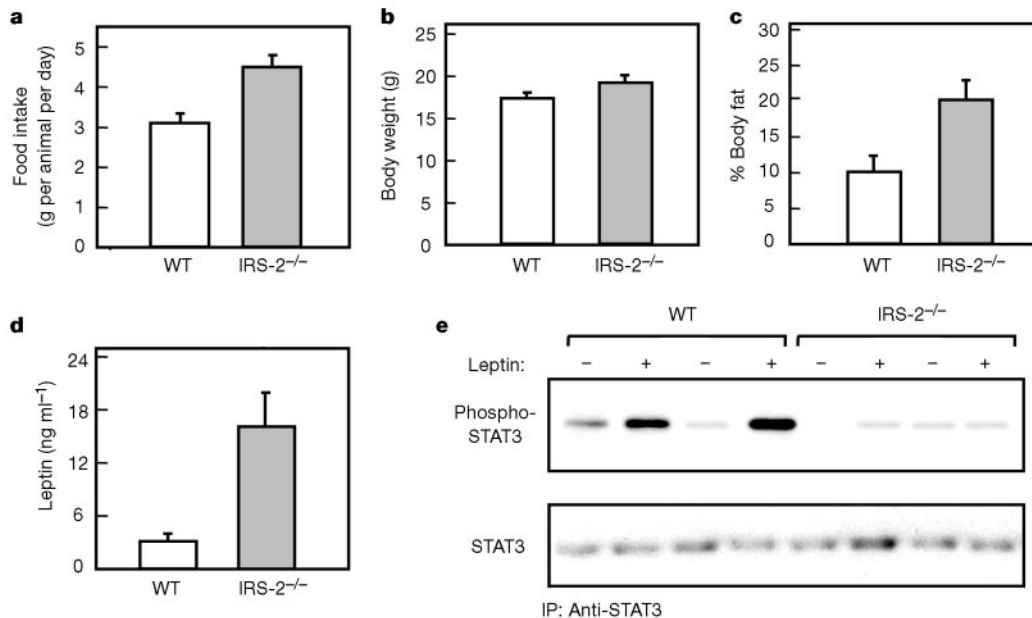 a
Food intake
(g per animal per day)
5
4
3
2
1
0
WT IRS-2⁻/⁻
b
Body weight (g)
25
20
15
10
5
0
WT IRS-2⁻/⁻
c
% Body fat
30
25
20
15
10
5
0
WT IRS-2⁻/⁻
d
Leptin (ng ml⁻¹)
24
18
12
6
0
WT IRS-2⁻/⁻
e
WT IRS-2⁻/⁻
Leptin: – + – + – + – +
Phospho-
STAT3
STAT3
IP: Anti-STAT3